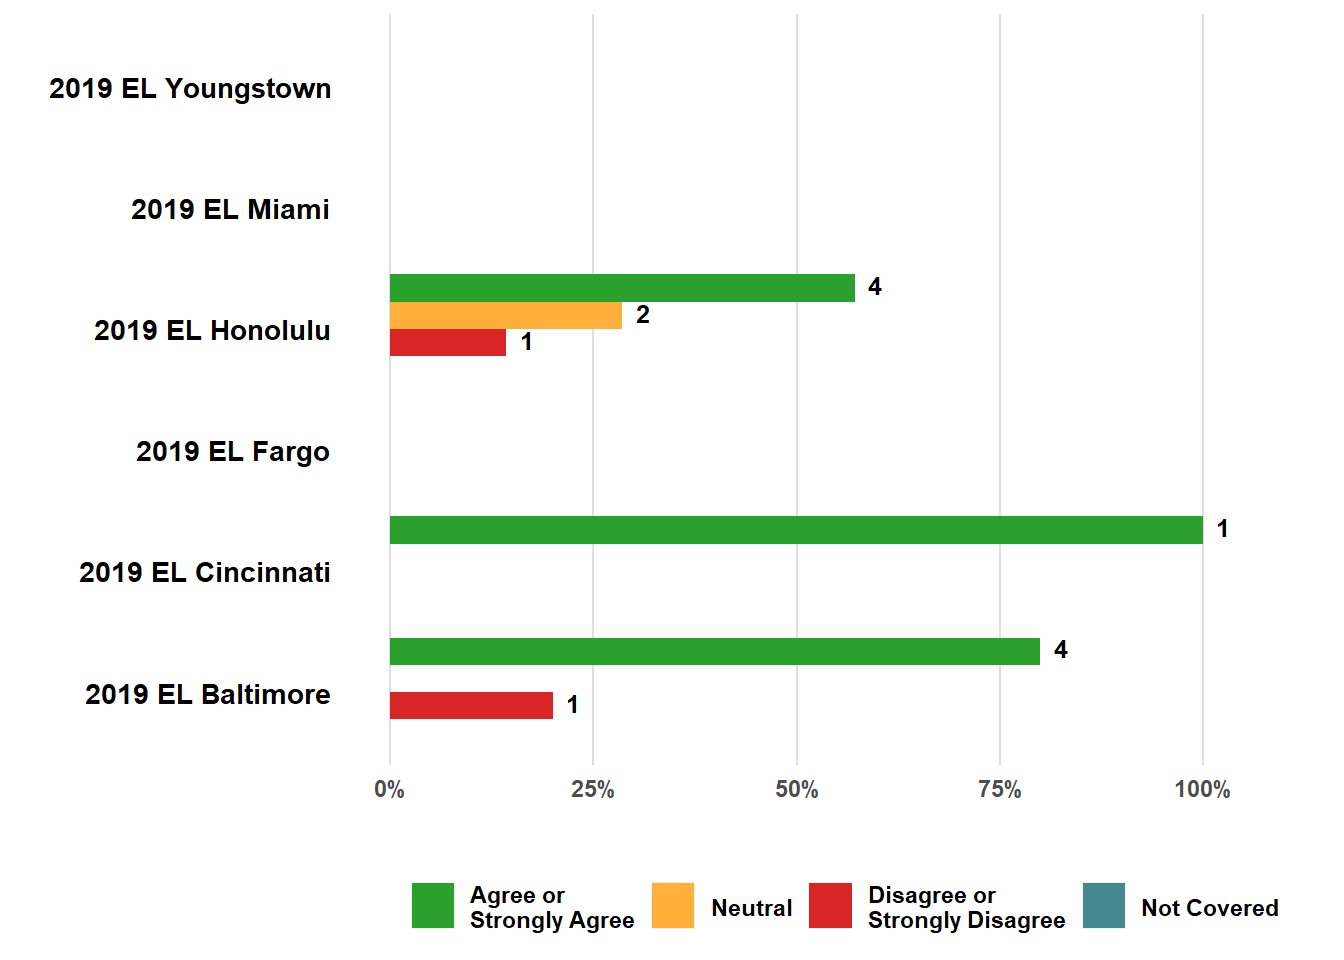 2019 EL Youngstown
2019 EL Miami
4
2
2019 EL Honolulu
1
2019 EL Fargo
1
2019 EL Cincinnati
4
2019 EL Baltimore
1
0% 25% 50% 75% 100%
Agree or
Strongly Agree
Neutral
Disagree or
Strongly Disagree
Not Covered